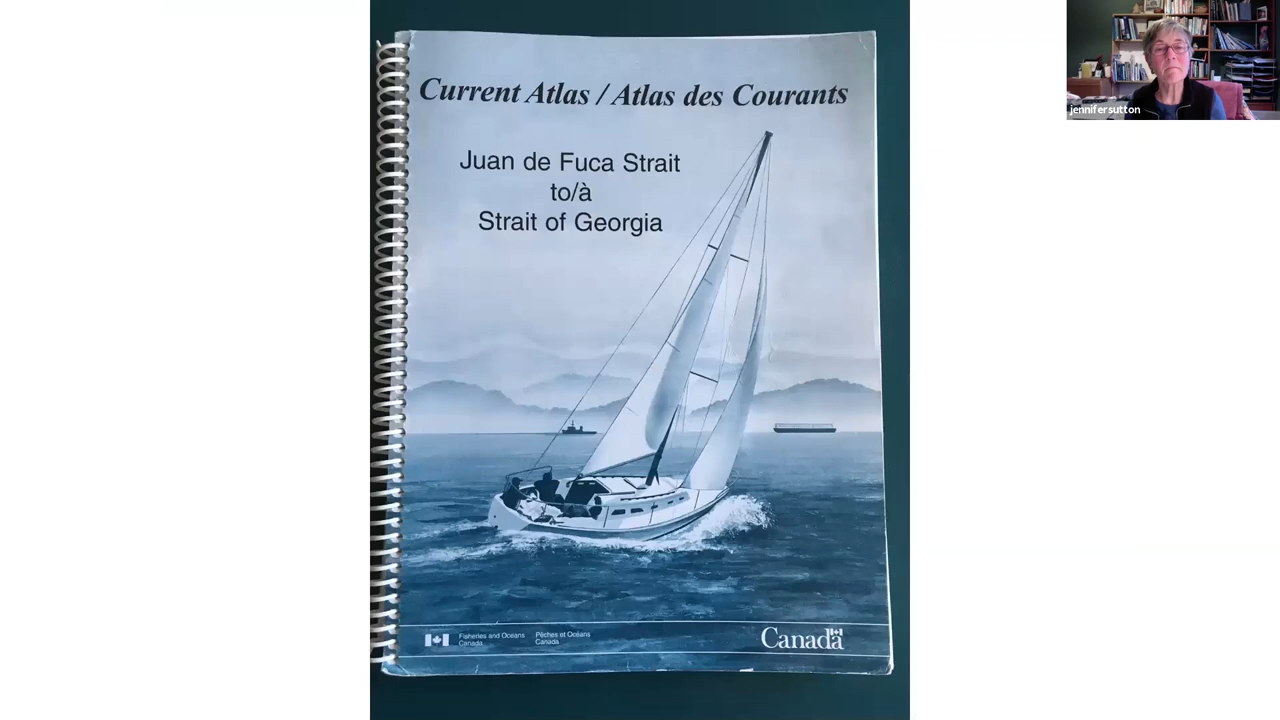 Current Atlas / Atlas des Courants
Juan de Fuca Strait
to/à
Strait of Georgia
Fisheries and Oceans
Canada
Pêches et Océans
Canada
Canada
jennifersutton